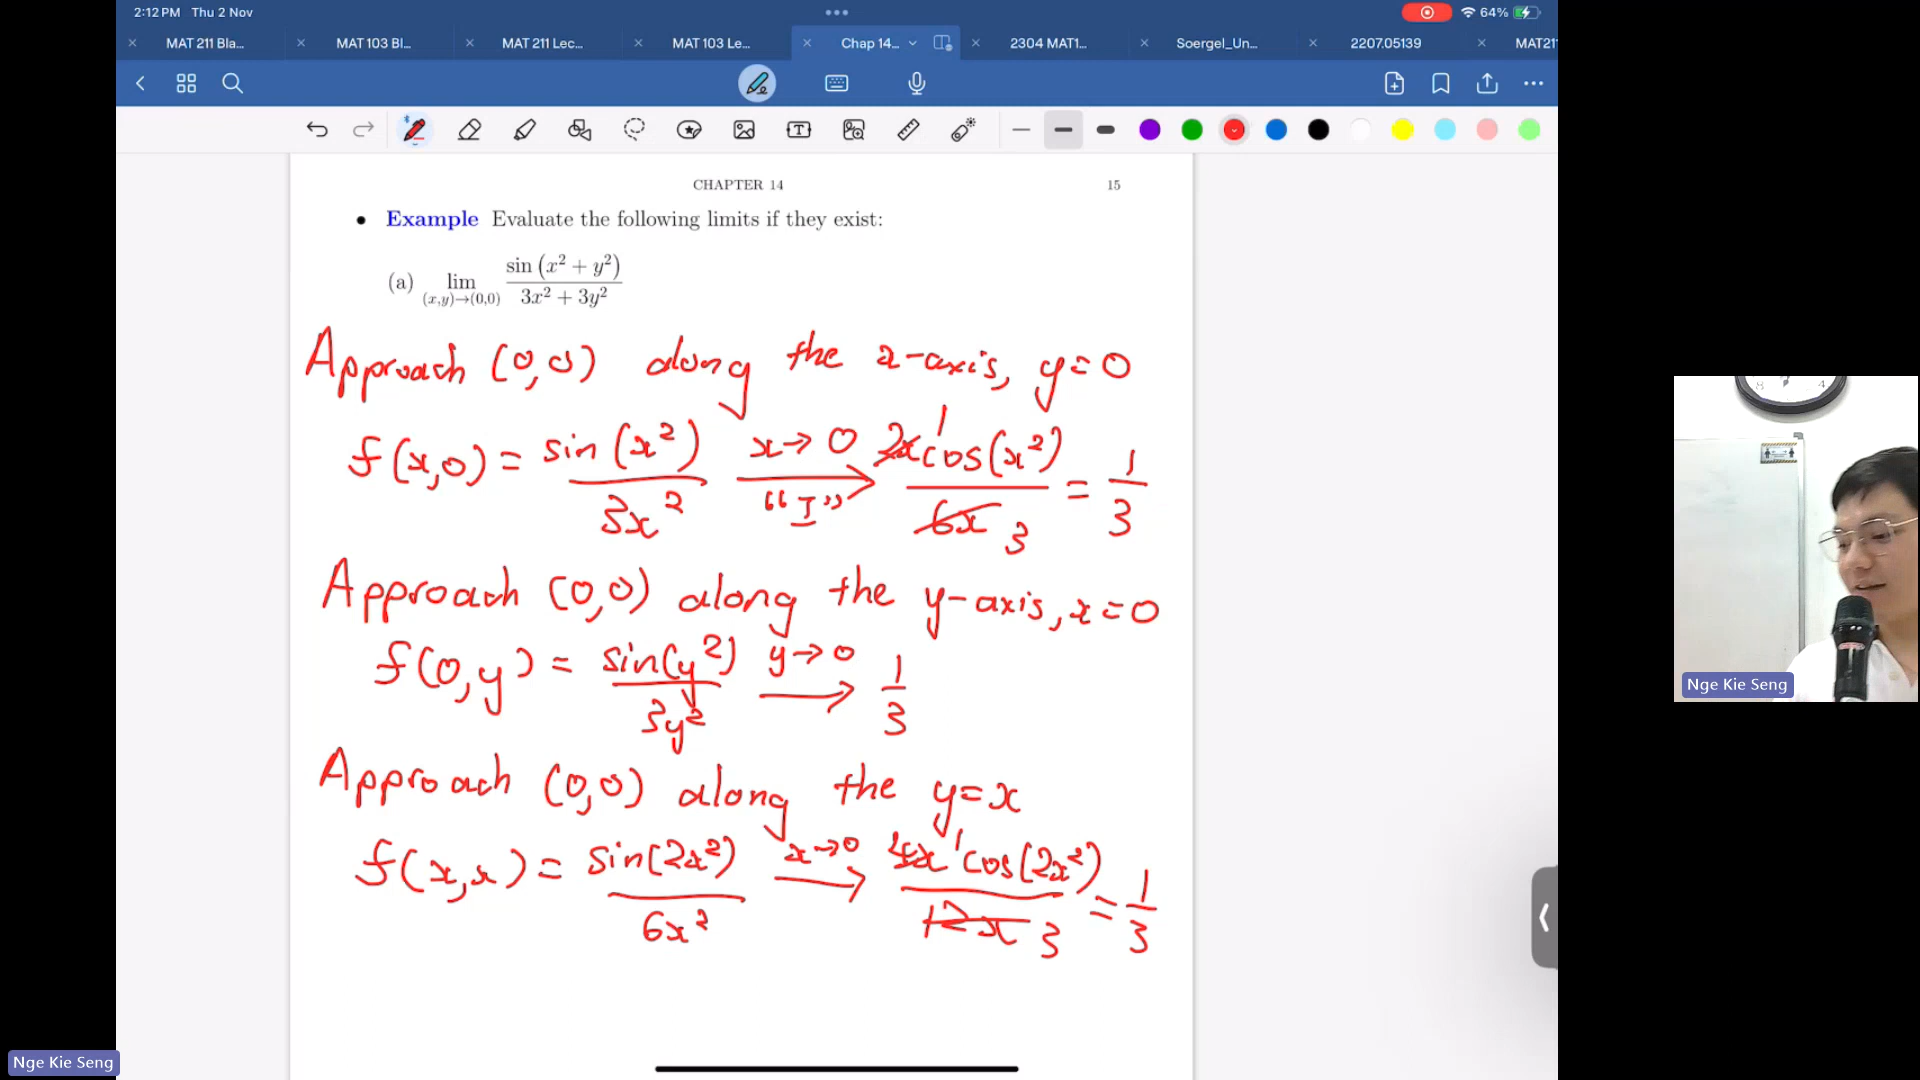 2:12 PM Thu 2 Nov
64%
MAT 211 Bla...
MAT 103 Bl...
MAT 211 Lec...
MAT 103 Le...
Chap 14...
2304 MAT1...
Soergel_Un...
2207.05139
MAT21
CHAPTER 14
15
• Example Evaluate the following limits if they exist:
(a) lim (x,y)→(0,0) sin (x² + y²) / 3x² + 3y²
Approach (0,0) along the x-axis, y=0
f(x,0) = sin (x²) / 3x² x→0 "I" 2x cos(x²) 1 / 6x 3 = 1/3
Approach (0,0) along the y-axis, x=0
f(0,y) = sin(y²) / 3y² y→0 1/3
Approach (0,0) along the y=x
f(x,x) = sin(2x²) / 6x² x→0 4x 1 cos(2x²) / 12x 3 = 1/3
8 7 4
Nge Kie Seng
Nge Kie Seng